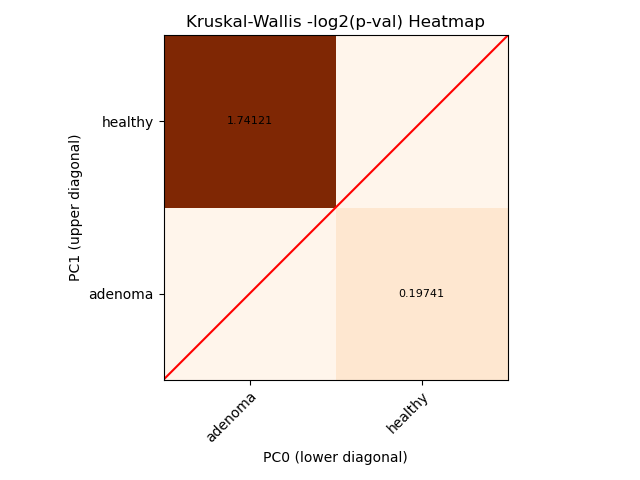 Kruskal-Wallis -log2(p-val) Heatmap
healthy
1.74121
PC1 (upper diagonal)
adenoma
0.19741
adenoma
healthy
PC0 (lower diagonal)